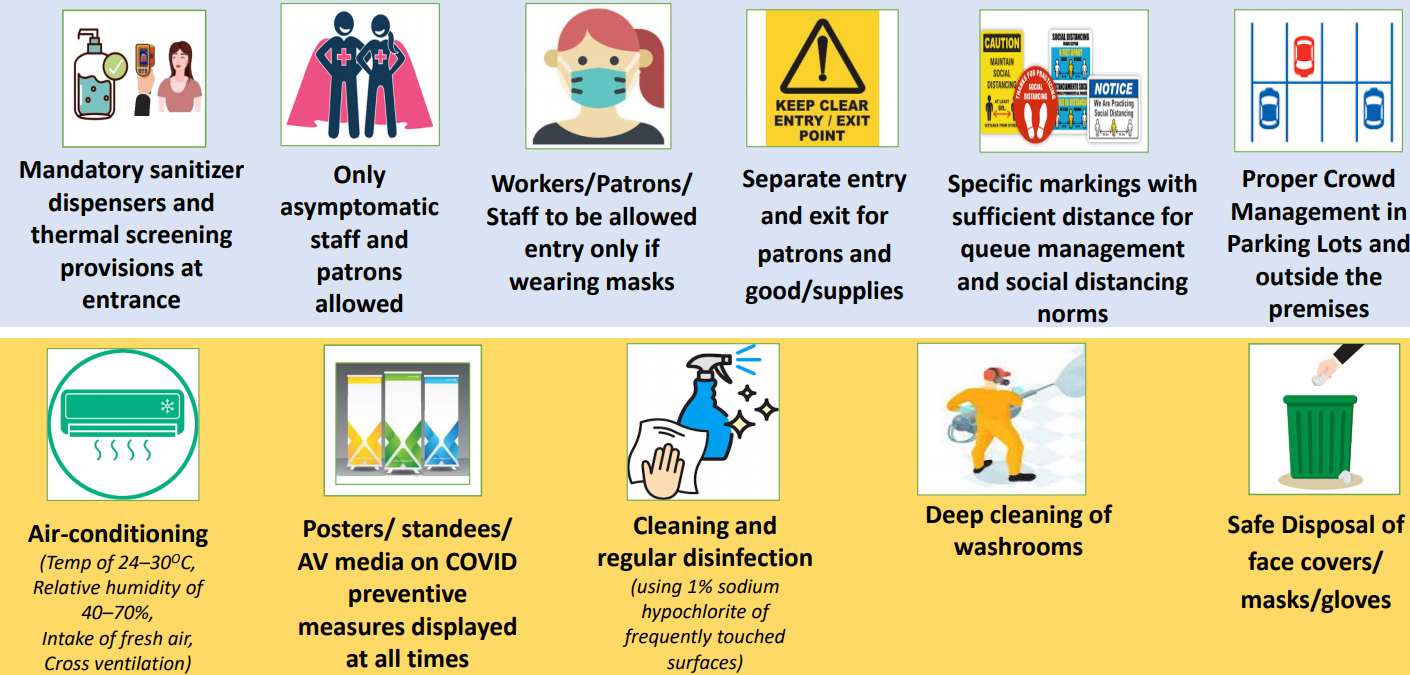 Mandatory sanitizer
dispensers and
thermal screening
provisions at
entrance
Only
asymptomatic
staff and
patrons
allowed
Workers/Patrons/
Staff to be allowed
entry only if
wearing masks
KEEP CLEAR
ENTRY / EXIT
POINT
Separate entry
and exit for
patrons and
good/supplies
CAUTION
MAINTAIN
SOCIAL
DISTANCING
SOCIAL DISTANCING
THANKS FOR PRACTICING
SOCIAL
DISTANCING
NOTICE
We Are Practicing
Social Distancing
Specific markings with
sufficient distance for
queue management
and social distancing
norms
Proper Crowd
Management in
Parking Lots and
outside the
premises
Air-conditioning
(Temp of 24–30⁰C,
Relative humidity of
40–70%,
Intake of fresh air,
Cross ventilation)
Posters/ standees/
AV media on COVID
preventive
measures displayed
at all times
Cleaning and
regular disinfection
(using 1% sodium
hypochlorite of
frequently touched
surfaces)
Deep cleaning of
washrooms
Safe Disposal of
face covers/
masks/gloves